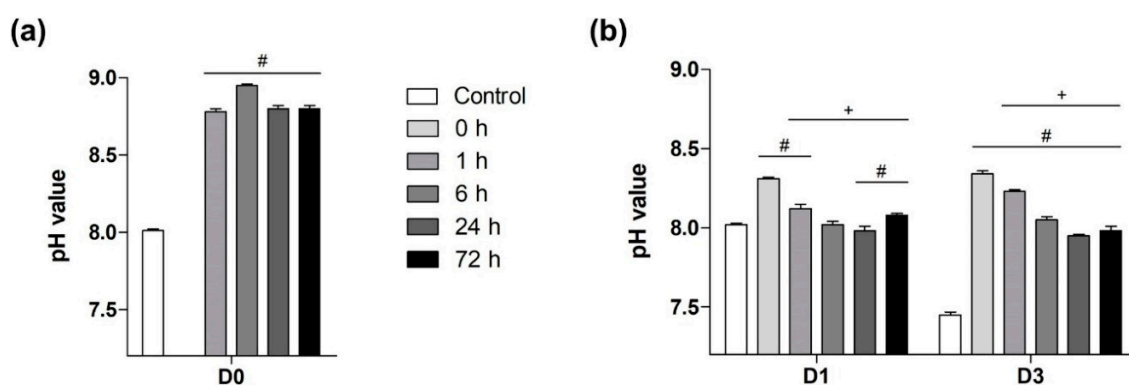 (a)
#
9.0
8.5
8.0
7.5
pH value
D0
Control
0 h
1 h
6 h
24 h
72 h
(b)
9.0
8.5
8.0
7.5
pH value
+
#
#
D1
+
#
D3